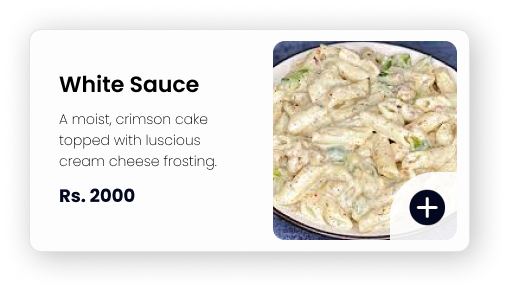 White Sauce
A moist, crimson cake
topped with luscious
cream cheese frosting.
Rs. 2000